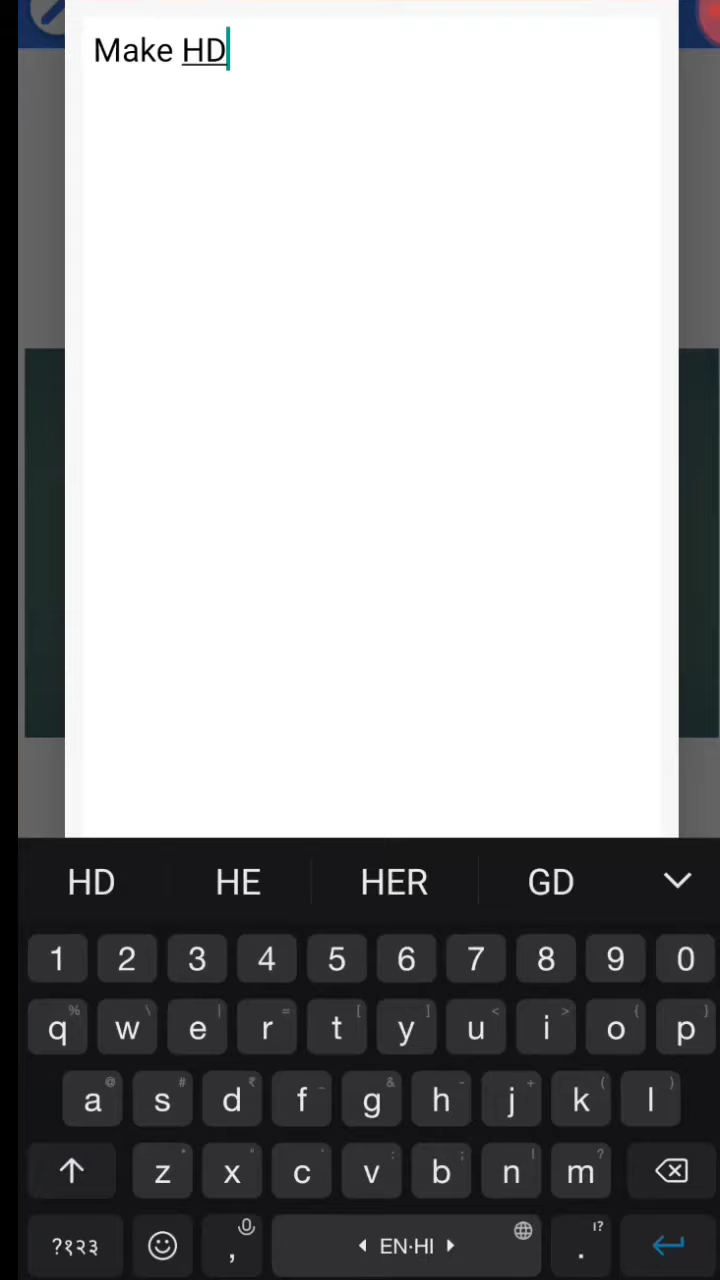 Make HD
HD HE HER GD
1 2 3 4 5 6 7 8 9 0
% \ | = [ ] < > { }
q w e r t y u i o p
@ # ₹ _ & - + ( )
a s d f g h j k l
z x c v b n m
?१२३ , EN·HI . !?